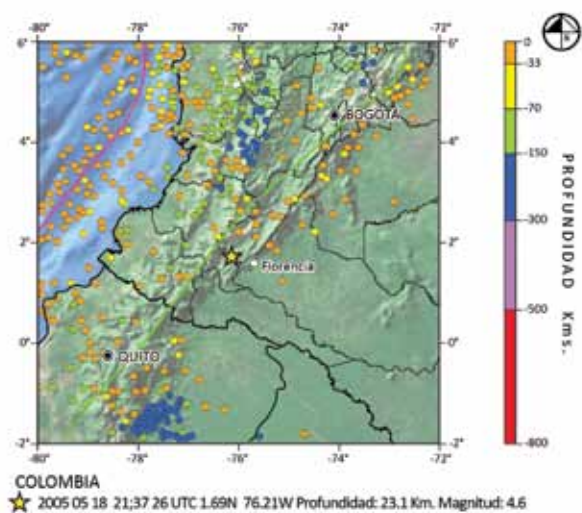 -80° -78° -76° -74° -72°
6° 6°
4° 4°
2° 2°
0° 0°
-2° -2°
-80° -78° -76° -74° -72°
BOGOTÁ
Florencia
QUITO
0
-33
-70
-150
-300
-500
-800
PROFUNDIDAD Kms.
COLOMBIA
2005 05 18 21;37 26 UTC 1.69N 76.21W Profundidad: 23.1 Km. Magnitud: 4.6